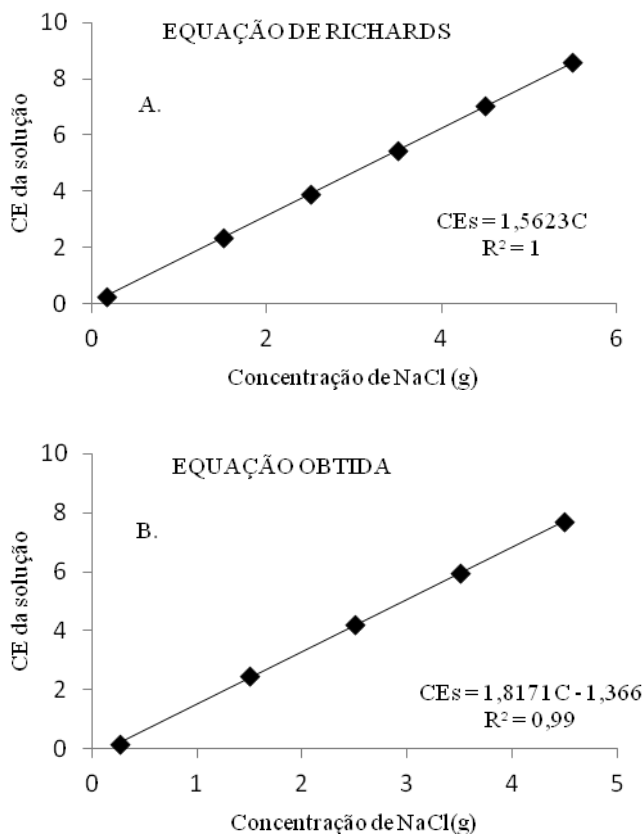 EQUAÇÃO DE RICHARDS
A.
10
8
6
4
2
0
CE da solução
CEs = 1,5623C
R² = 1
0 2 4 6
Concentração de NaCl (g)
EQUAÇÃO OBTIDA
B.
10
8
6
4
2
0
CE da solução
CEs = 1,8171C - 1,366
R² = 0,99
0 1 2 3 4 5
Concentração de NaCl(g)